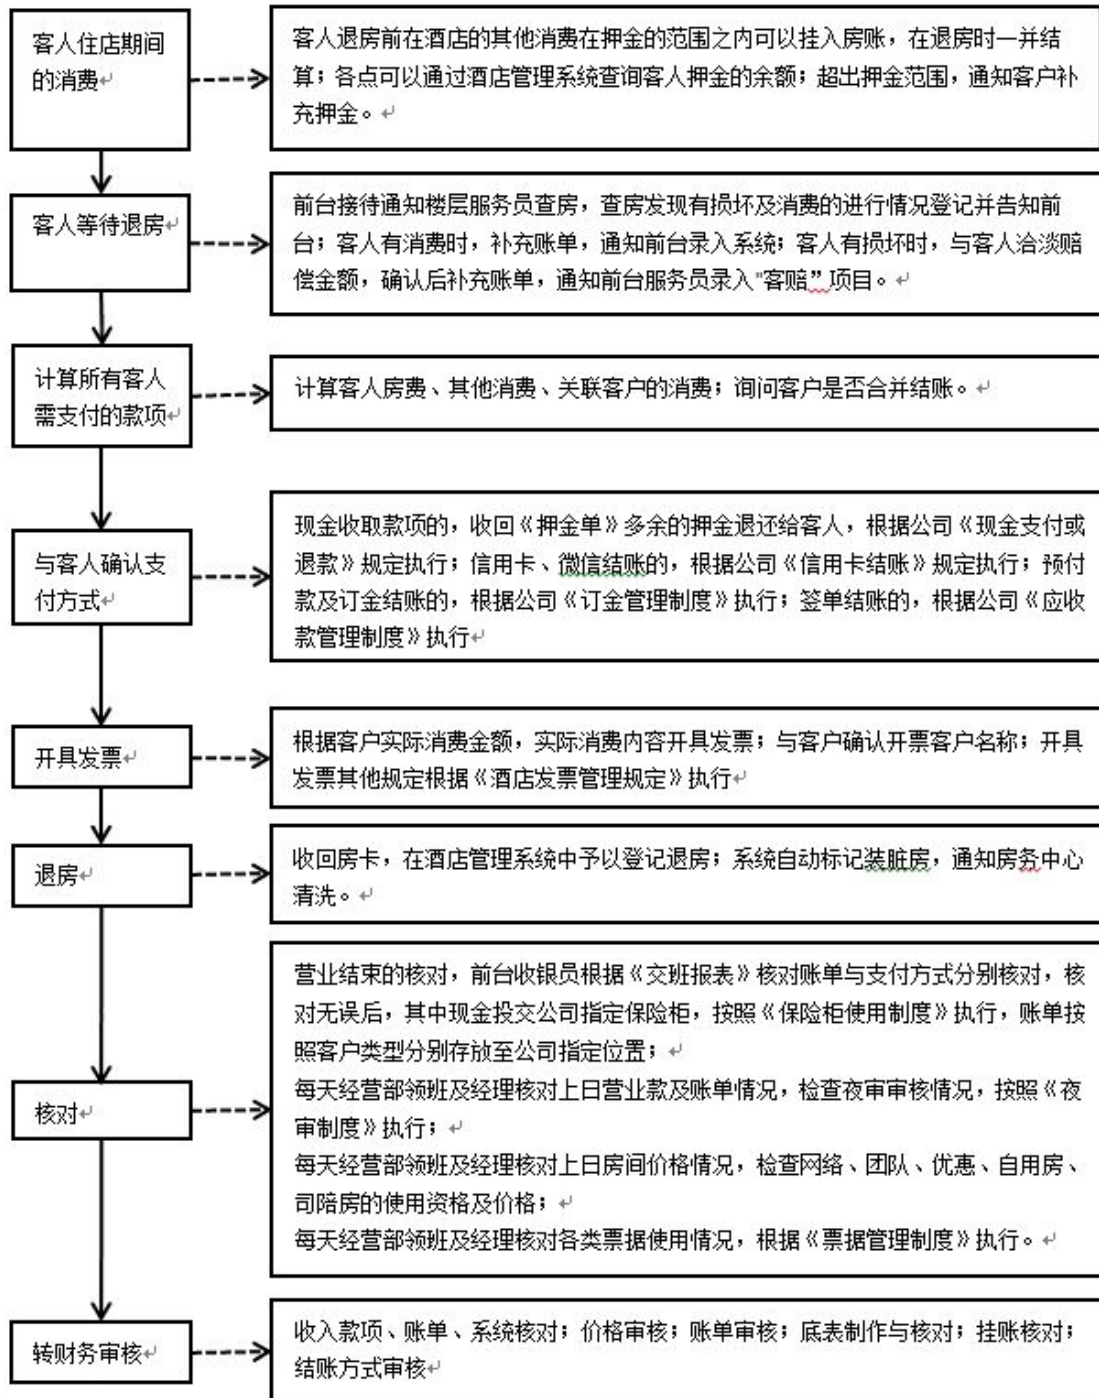 客人住店期间
的消费
客人退房前在酒店的其他消费在押金的范围之内可以挂入房账，在退房时一并结
算；各点可以通过酒店管理系统查询客人押金的余额；超出押金范围，通知客户补
充押金。
客人等待退房
前台接待通知楼层服务员查房，查房发现有损坏及消费的进行情况登记并告知前
台；客人有消费时，补充账单，通知前台录入系统；客人有损坏时，与客人洽淡赔
偿金额，确认后补充账单，通知前台服务员录入"客赔”项目。
计算所有客人
需支付的款项
计算客人房费、其他消费、关联客户的消费；询问客户是否合并结账。
与客人确认支
付方式
现金收取款项的，收回《押金单》多余的押金退还给客人，根据公司《现金支付或
退款》规定执行；信用卡、微信结账的，根据公司《信用卡结账》规定执行；预付
款及订金结账的，根据公司《订金管理制度》执行；签单结账的，根据公司《应收
款管理制度》执行
开具发票
根据客户实际消费金额，实际消费内容开具发票；与客户确认开票客户名称；开具
发票其他规定根据《酒店发票管理规定》执行
退房
收回房卡，在酒店管理系统中予以登记退房；系统自动标记装脏房，通知房务中心
清洗。
核对
营业结束的核对，前台收银员根据《交班报表》核对账单与支付方式分别核对，核
对无误后，其中现金投交公司指定保险柜，按照《保险柜使用制度》执行，账单按
照客户类型分别存放至公司指定位置；
每天经营部领班及经理核对上日营业款及账单情况，检查夜审审核情况，按照《夜
审制度》执行；
每天经营部领班及经理核对上日房间价格情况，检查网络、团队、优惠、自用房、
司陪房的使用资格及价格；
每天经营部领班及经理核对各类票据使用情况，根据《票据管理制度》执行。
转财务审核
收入款项、账单、系统核对；价格审核；账单审核；底表制作与核对；挂账核对；
结账方式审核